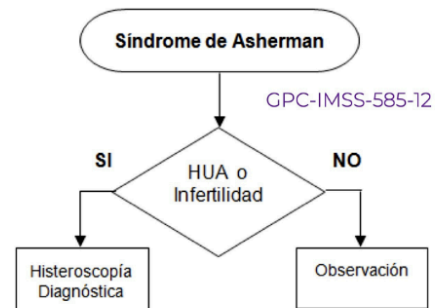 Síndrome de Asherman
GPC-IMSS-585-12
SI
NO
HUA o
Infertilidad
Histeroscopía
Diagnóstica
Observación